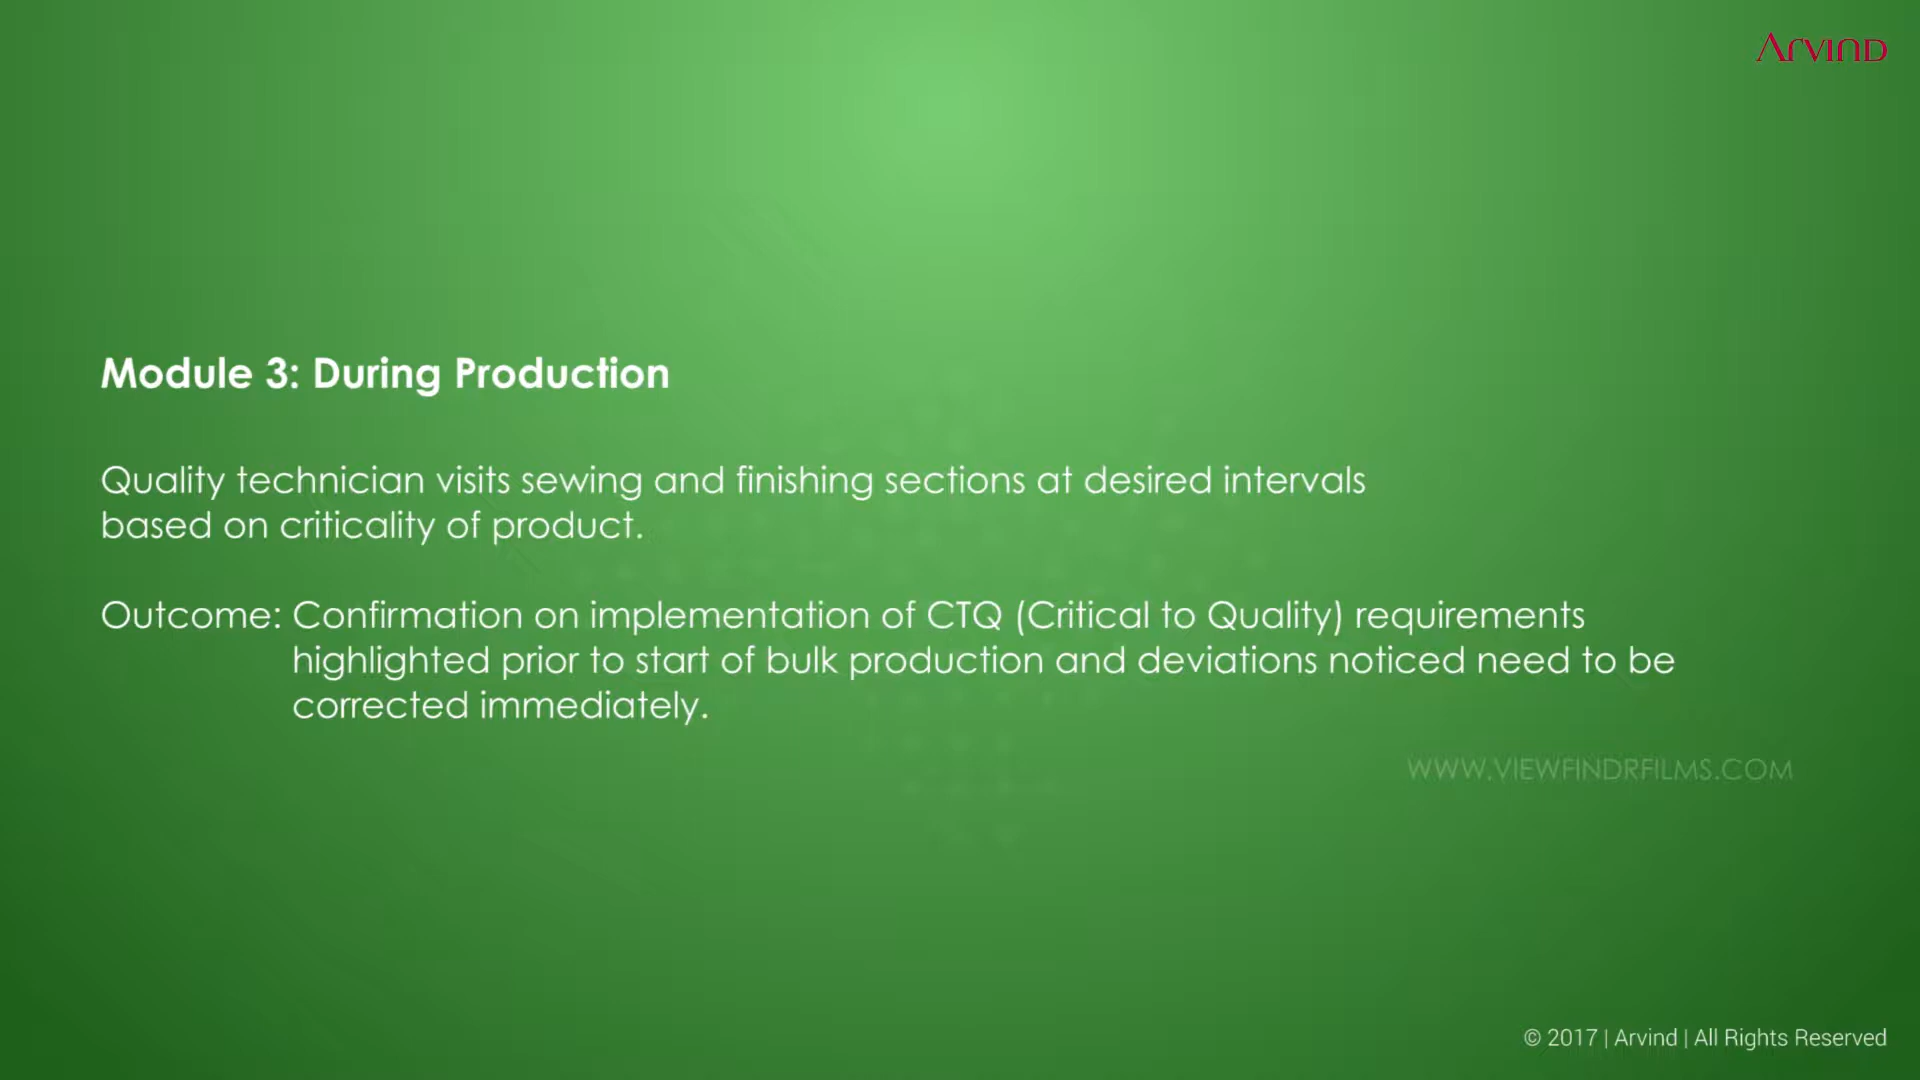 Arvind
Module 3: During Production
Quality technician visits sewing and finishing sections at desired intervals
based on criticality of product.
Outcome: Confirmation on implementation of CTQ (Critical to Quality) requirements
highlighted prior to start of bulk production and deviations noticed need to be
corrected immediately.
WWW.VIEWFINDRFILMS.COM
© 2017 | Arvind | All Rights Reserved